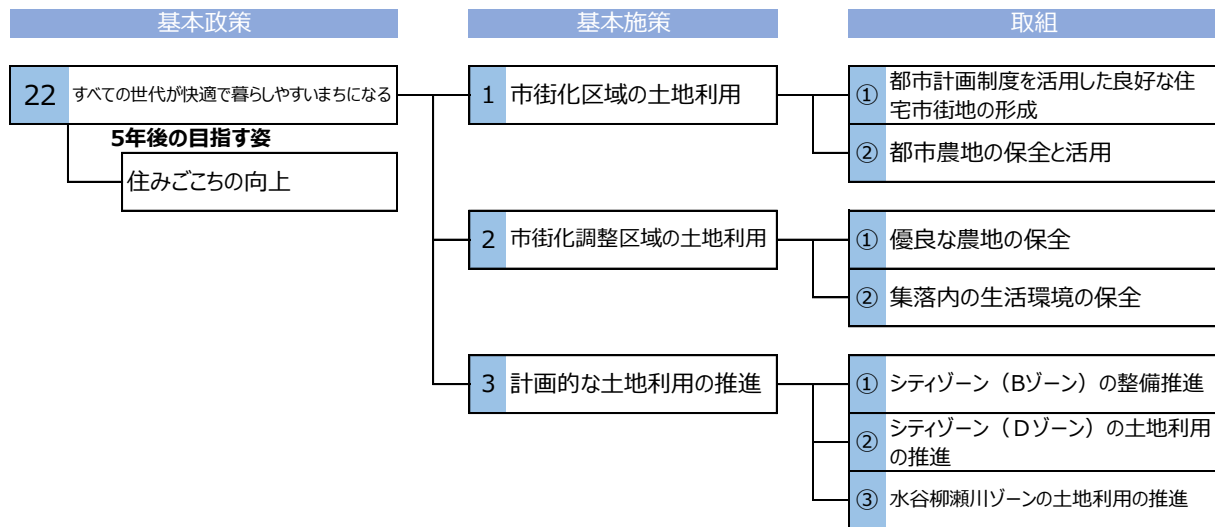 基本政策
基本施策
取組
22 すべての世代が快適で暮らしやすいまちになる
5年後の目指す姿
住みごこちの向上
1 市街化区域の土地利用
① 都市計画制度を活用した良好な住
宅市街地の形成
② 都市農地の保全と活用
2 市街化調整区域の土地利用
① 優良な農地の保全
② 集落内の生活環境の保全
3 計画的な土地利用の推進
① シティゾーン（Bゾーン）の整備推進
② シティゾーン（Ｄゾーン）の土地利用
の推進
③ 水谷柳瀬川ゾーンの土地利用の推進